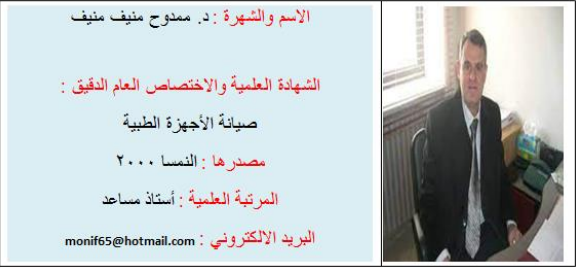 الاسم والشهرة : د. ممدوح منيف منيف
الشهادة العلمية والاختصاص العام الدقيق :
صيانة الأجهزة الطبية
مصدرها : النمسا ٢٠٠٠
المرتبة العلمية : أستاذ مساعد
البريد الالكتروني : monif65@hotmail.com